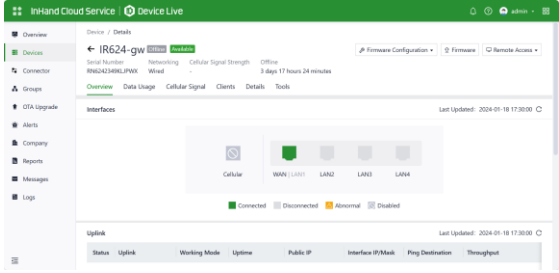 InHand Cloud Service | Device Live
admin
Overview
Devices
Connector
Groups
OTA Upgrade
Alerts
Company
Reports
Messages
Logs
Device / Details
← IR624-gw Offline Available
Firmware Configuration Firmware Remote Access
Serial Number Networking Cellular Signal Strength Offline
Wired - 3 days 17 hours 24 minutes
Overview Data Usage Cellular Signal Clients Details Tools
Interfaces Last Updated: 2024-01-18 17:30:00
Cellular WAN | LAN1 LAN2 LAN3 LAN4
Connected Disconnected Abnormal Disabled
Uplink Last Updated: 2024-01-18 17:30:00
Status Uplink Working Mode Uptime Public IP Interface IP/Mask Ping Destination Throughput